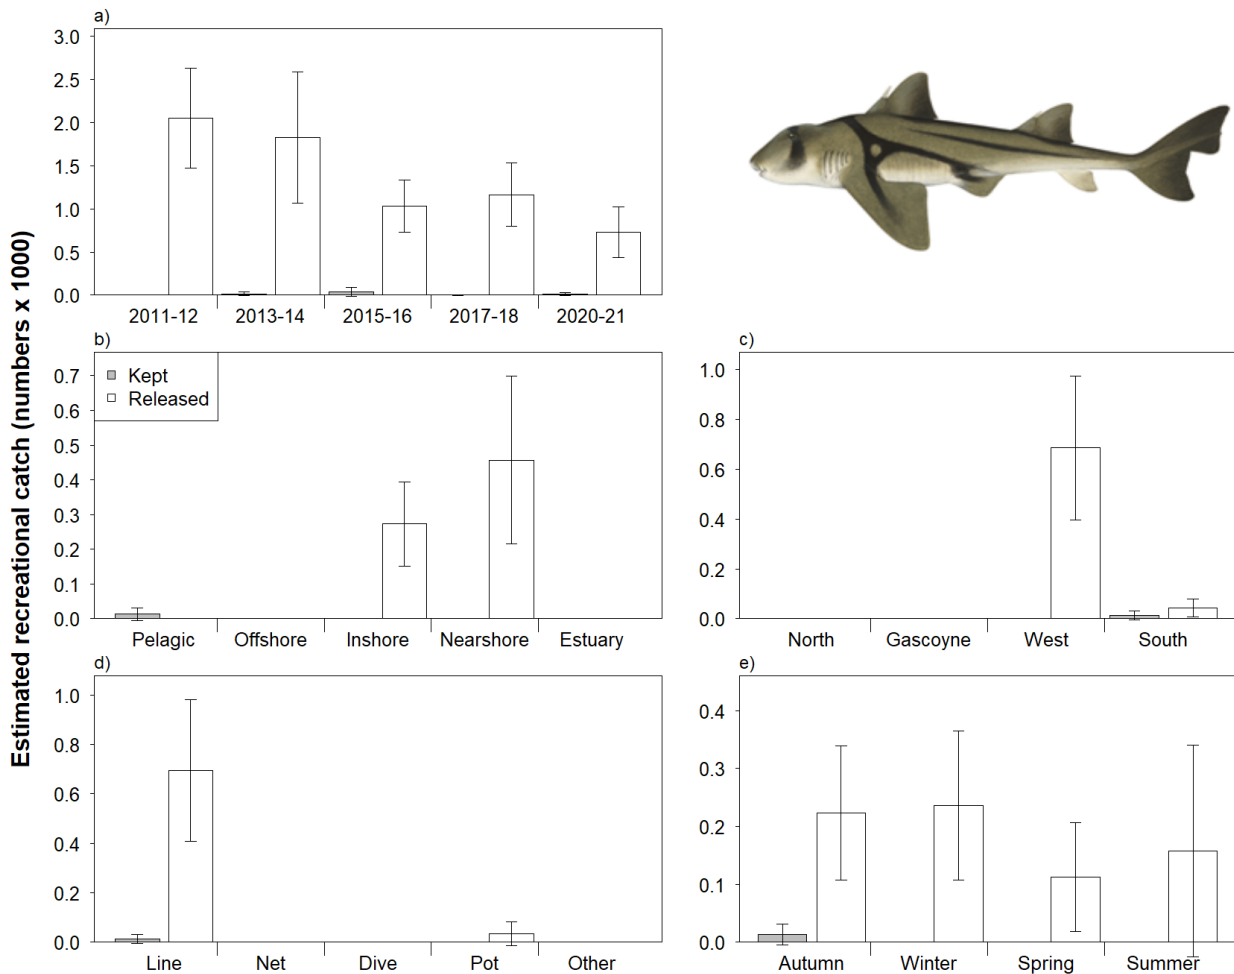 Estimated recreational catch (numbers x 1000)
a)
3.0
2.5
2.0
1.5
1.0
0.5
0.0
2011-12 2013-14 2015-16 2017-18 2020-21
b)
Kept
Released
0.7
0.6
0.5
0.4
0.3
0.2
0.1
0.0
Pelagic Offshore Inshore Nearshore Estuary
c)
1.0
0.8
0.6
0.4
0.2
0.0
North Gascoyne West South
d)
1.0
0.8
0.6
0.4
0.2
0.0
Line Net Dive Pot Other
e)
0.4
0.3
0.2
0.1
0.0
Autumn Winter Spring Summer